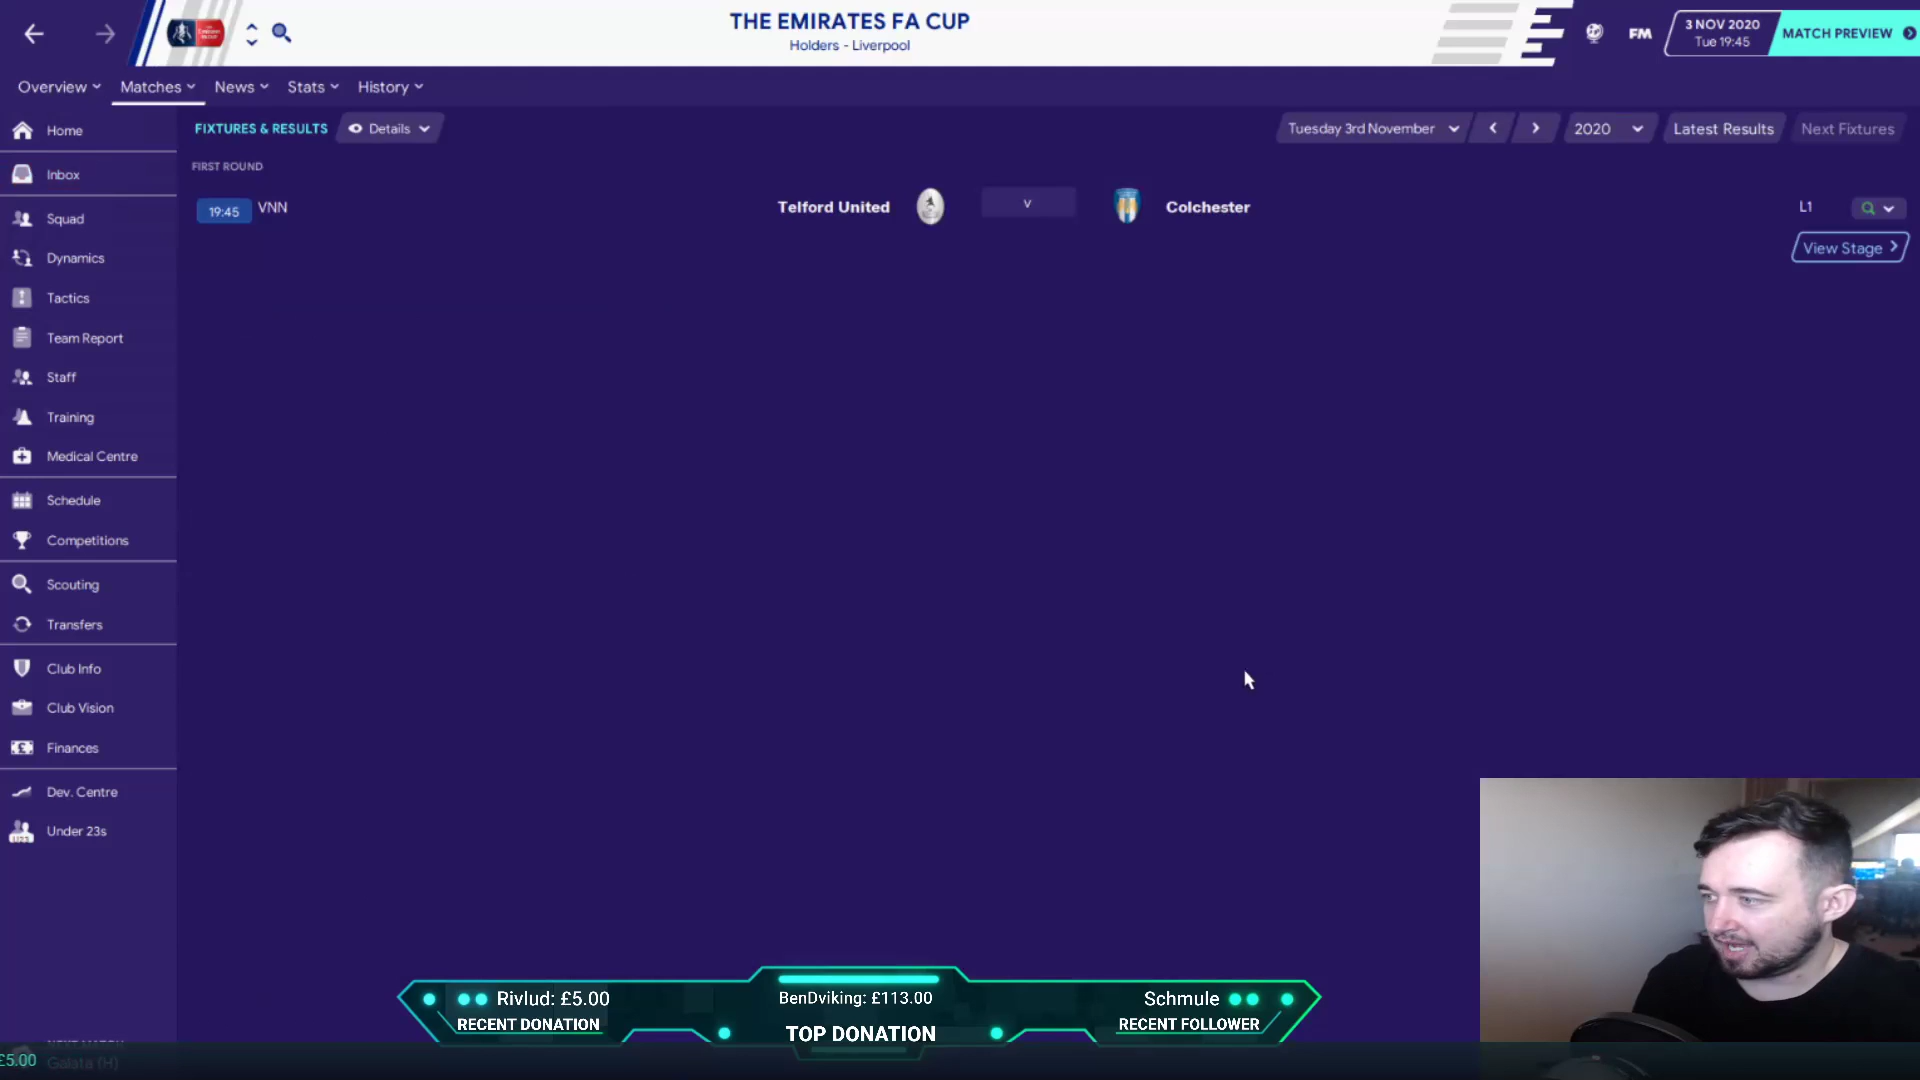 THE EMIRATES FA CUP
Holders - Liverpool
FM
3 NOV 2020
Tue 19:45
MATCH PREVIEW
Overview
Matches
News
Stats
History
Home
Inbox
Squad
Dynamics
Tactics
Team Report
Staff
Training
Medical Centre
Schedule
Competitions
Scouting
Transfers
Club Info
Club Vision
Finances
Dev. Centre
Under 23s
FIXTURES & RESULTS
Details
Tuesday 3rd November
2020
Latest Results
Next Fixtures
FIRST ROUND
19:45 VNN
Telford United v Colchester
L1
View Stage
Rivlud: £5.00
RECENT DONATION
BenDviking: £113.00
TOP DONATION
Schmule
RECENT FOLLOWER
£5.00
Galata (H)